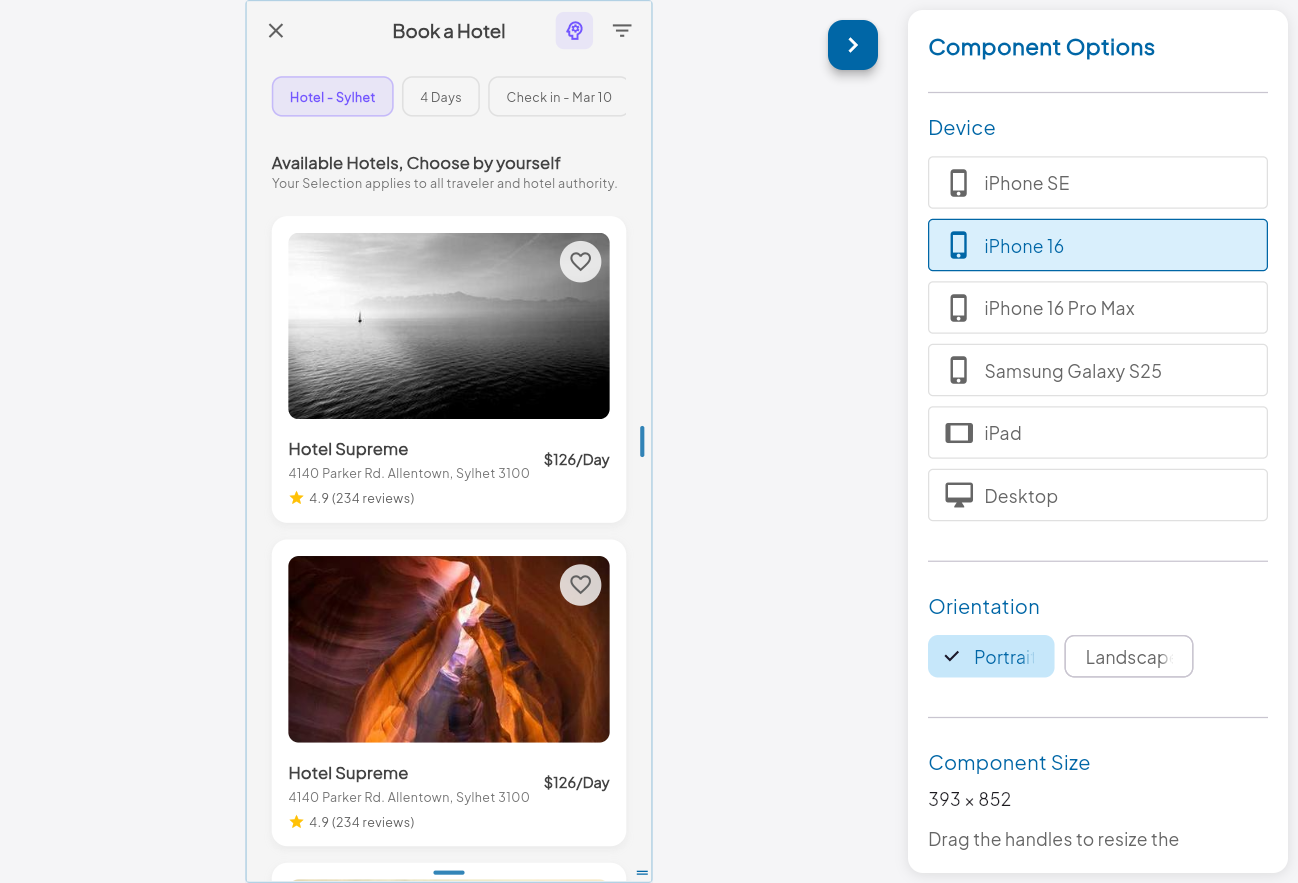 Book a Hotel
Hotel - Sylhet
4 Days
Check in - Mar 10
Available Hotels, Choose by yourself
Your Selection applies to all traveler and hotel authority.
Hotel Supreme
4140 Parker Rd. Allentown, Sylhet 3100
$126/Day
4.9 (234 reviews)
Hotel Supreme
4140 Parker Rd. Allentown, Sylhet 3100
$126/Day
4.9 (234 reviews)
Component Options
Device
iPhone SE
iPhone 16
iPhone 16 Pro Max
Samsung Galaxy S25
iPad
Desktop
Orientation
Portrait
Landscape
Component Size
393 × 852
Drag the handles to resize the